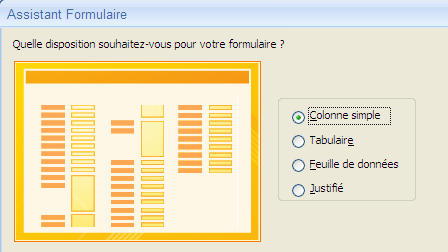 Assistant Formulaire
Quelle disposition souhaitez-vous pour votre formulaire ?
Colonne simple
Tabulaire
Feuille de données
Justifié